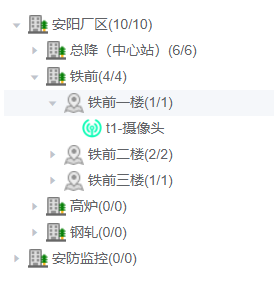 安阳厂区(10/10)
总降（中心站）(6/6)
铁前(4/4)
铁前一楼(1/1)
t1-摄像头
铁前二楼(2/2)
铁前三楼(1/1)
高炉(0/0)
钢轧(0/0)
安防监控(0/0)